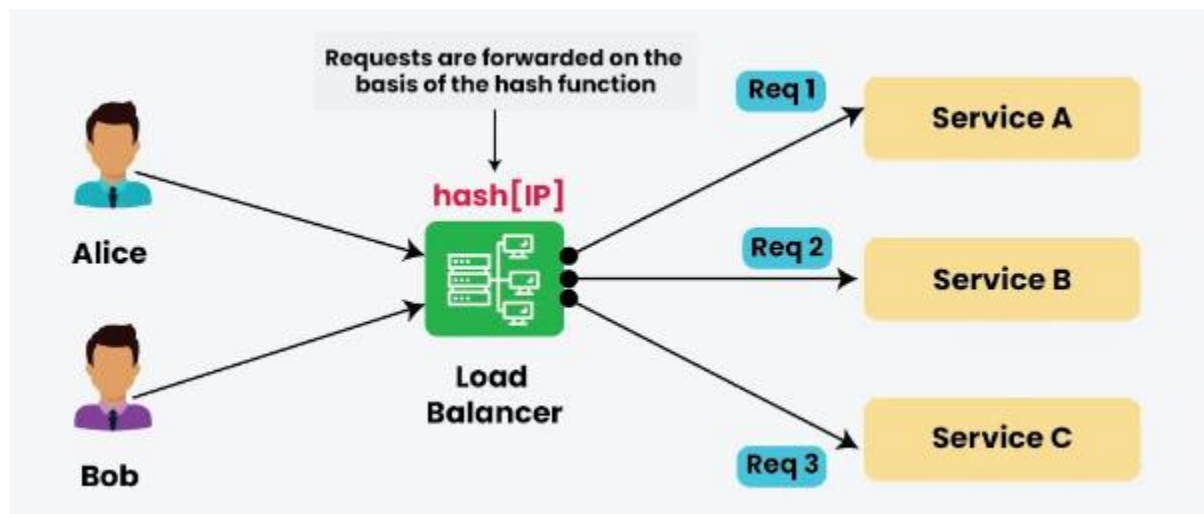 Requests are forwarded on the
basis of the hash function
Req 1
Service A
hash[IP]
Alice
Req 2
Service B
Load
Balancer
Bob
Req 3
Service C